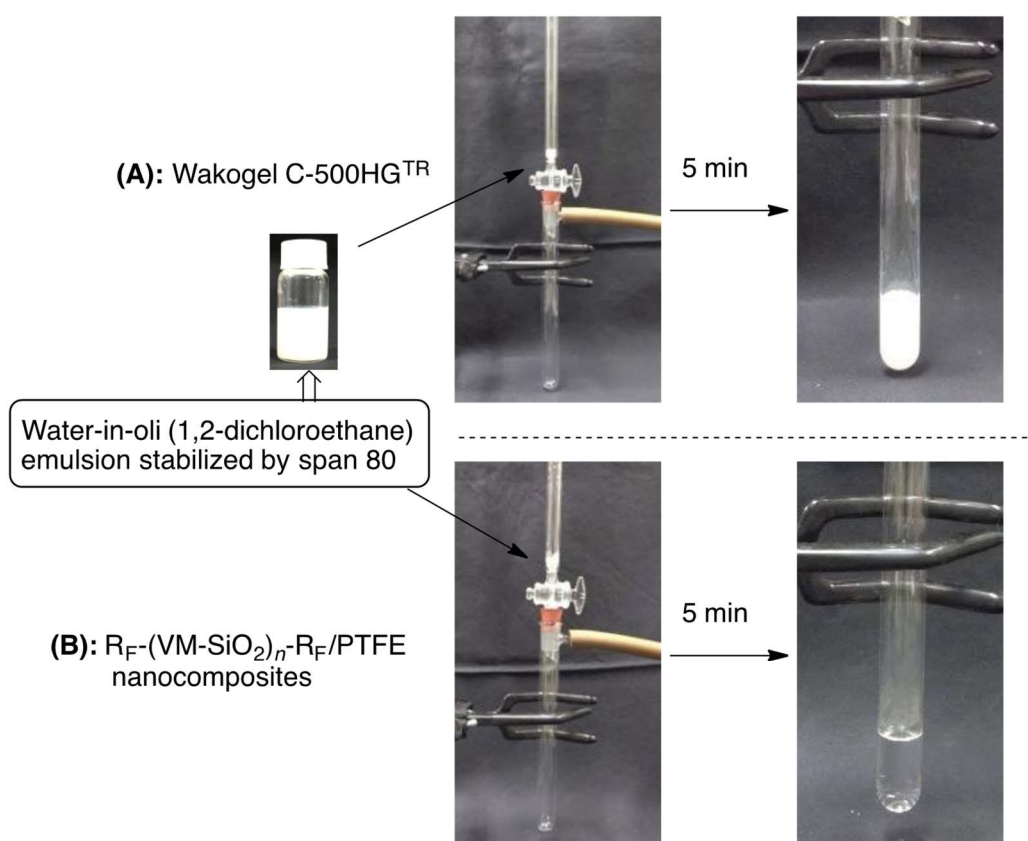 (A): Wakogel C-500HGTR
5 min
Water-in-oli (1,2-dichloroethane)
emulsion stabilized by span 80
5 min
(B): RF-(VM-SiO2)n-RF/PTFE
nanocomposites